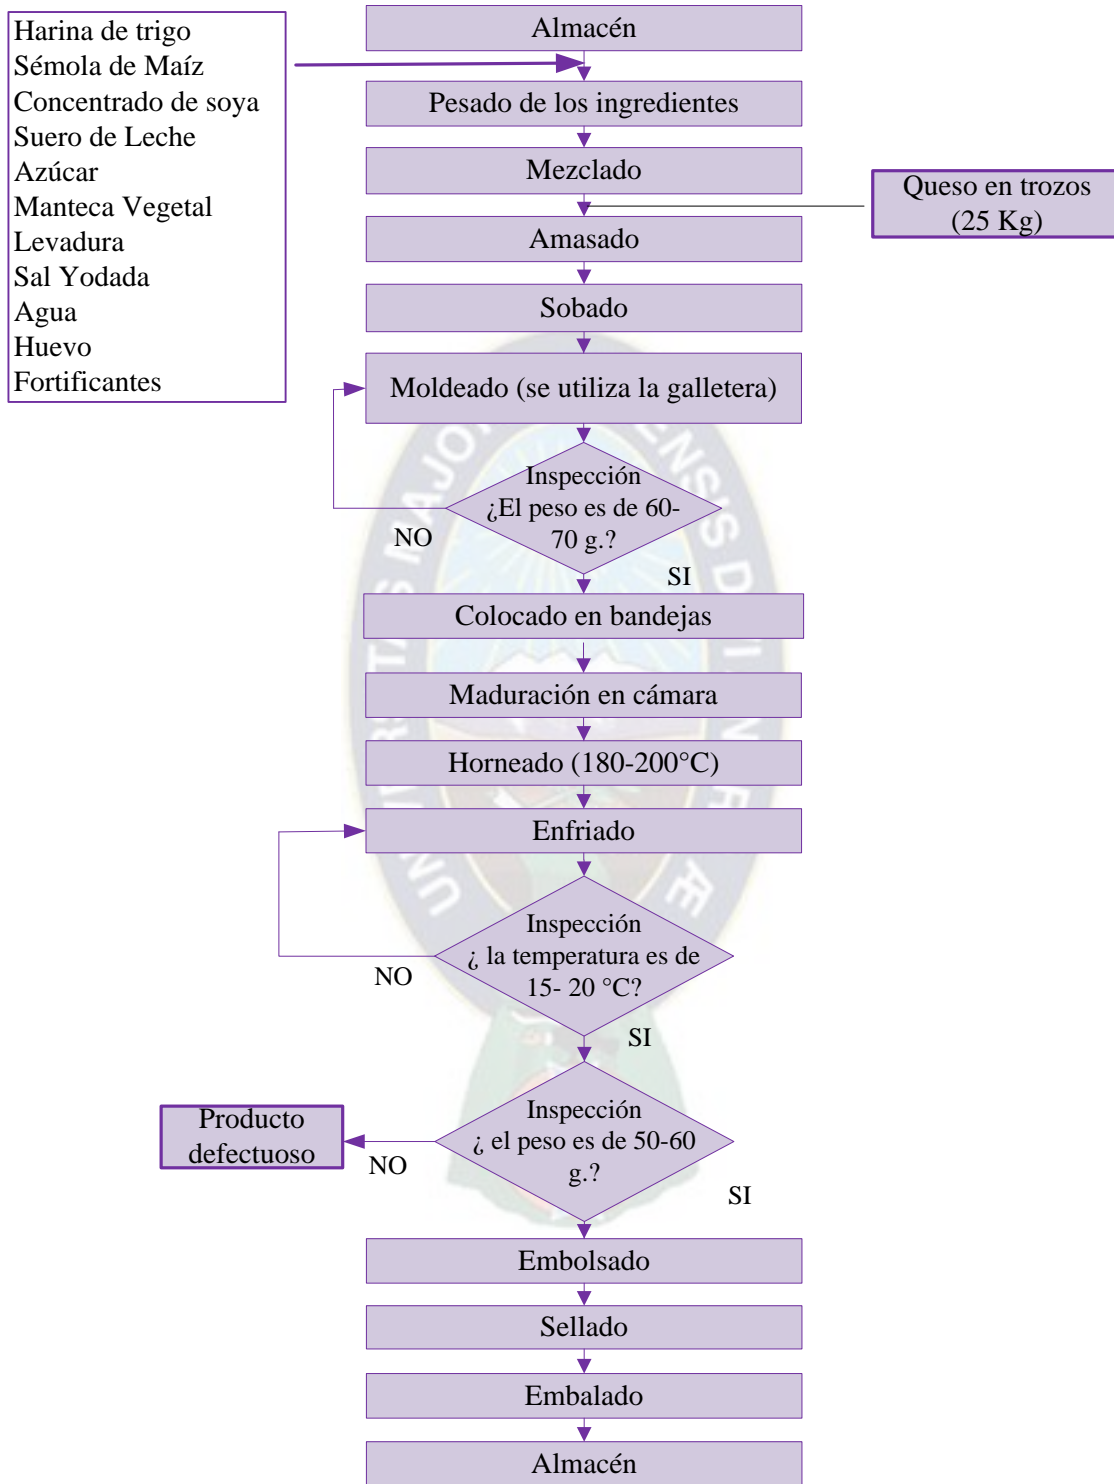 Harina de trigo
Sémola de Maíz
Concentrado de soya
Suero de Leche
Azúcar
Manteca Vegetal
Levadura
Sal Yodada
Agua
Huevo
Fortificantes
Almacén
Pesado de los ingredientes
Mezclado
Queso en trozos
(25 Kg)
Amasado
Sobado
Moldeado (se utiliza la galletera)
Inspección
¿El peso es de 60-
70 g.?
NO
SI
Colocado en bandejas
Maduración en cámara
Horneado (180-200°C)
Enfriado
Inspección
¿ la temperatura es de
15- 20 °C?
NO
SI
Inspección
¿ el peso es de 50-60
g.?
Producto
defectuoso
NO
SI
Embolsado
Sellado
Embalado
Almacén